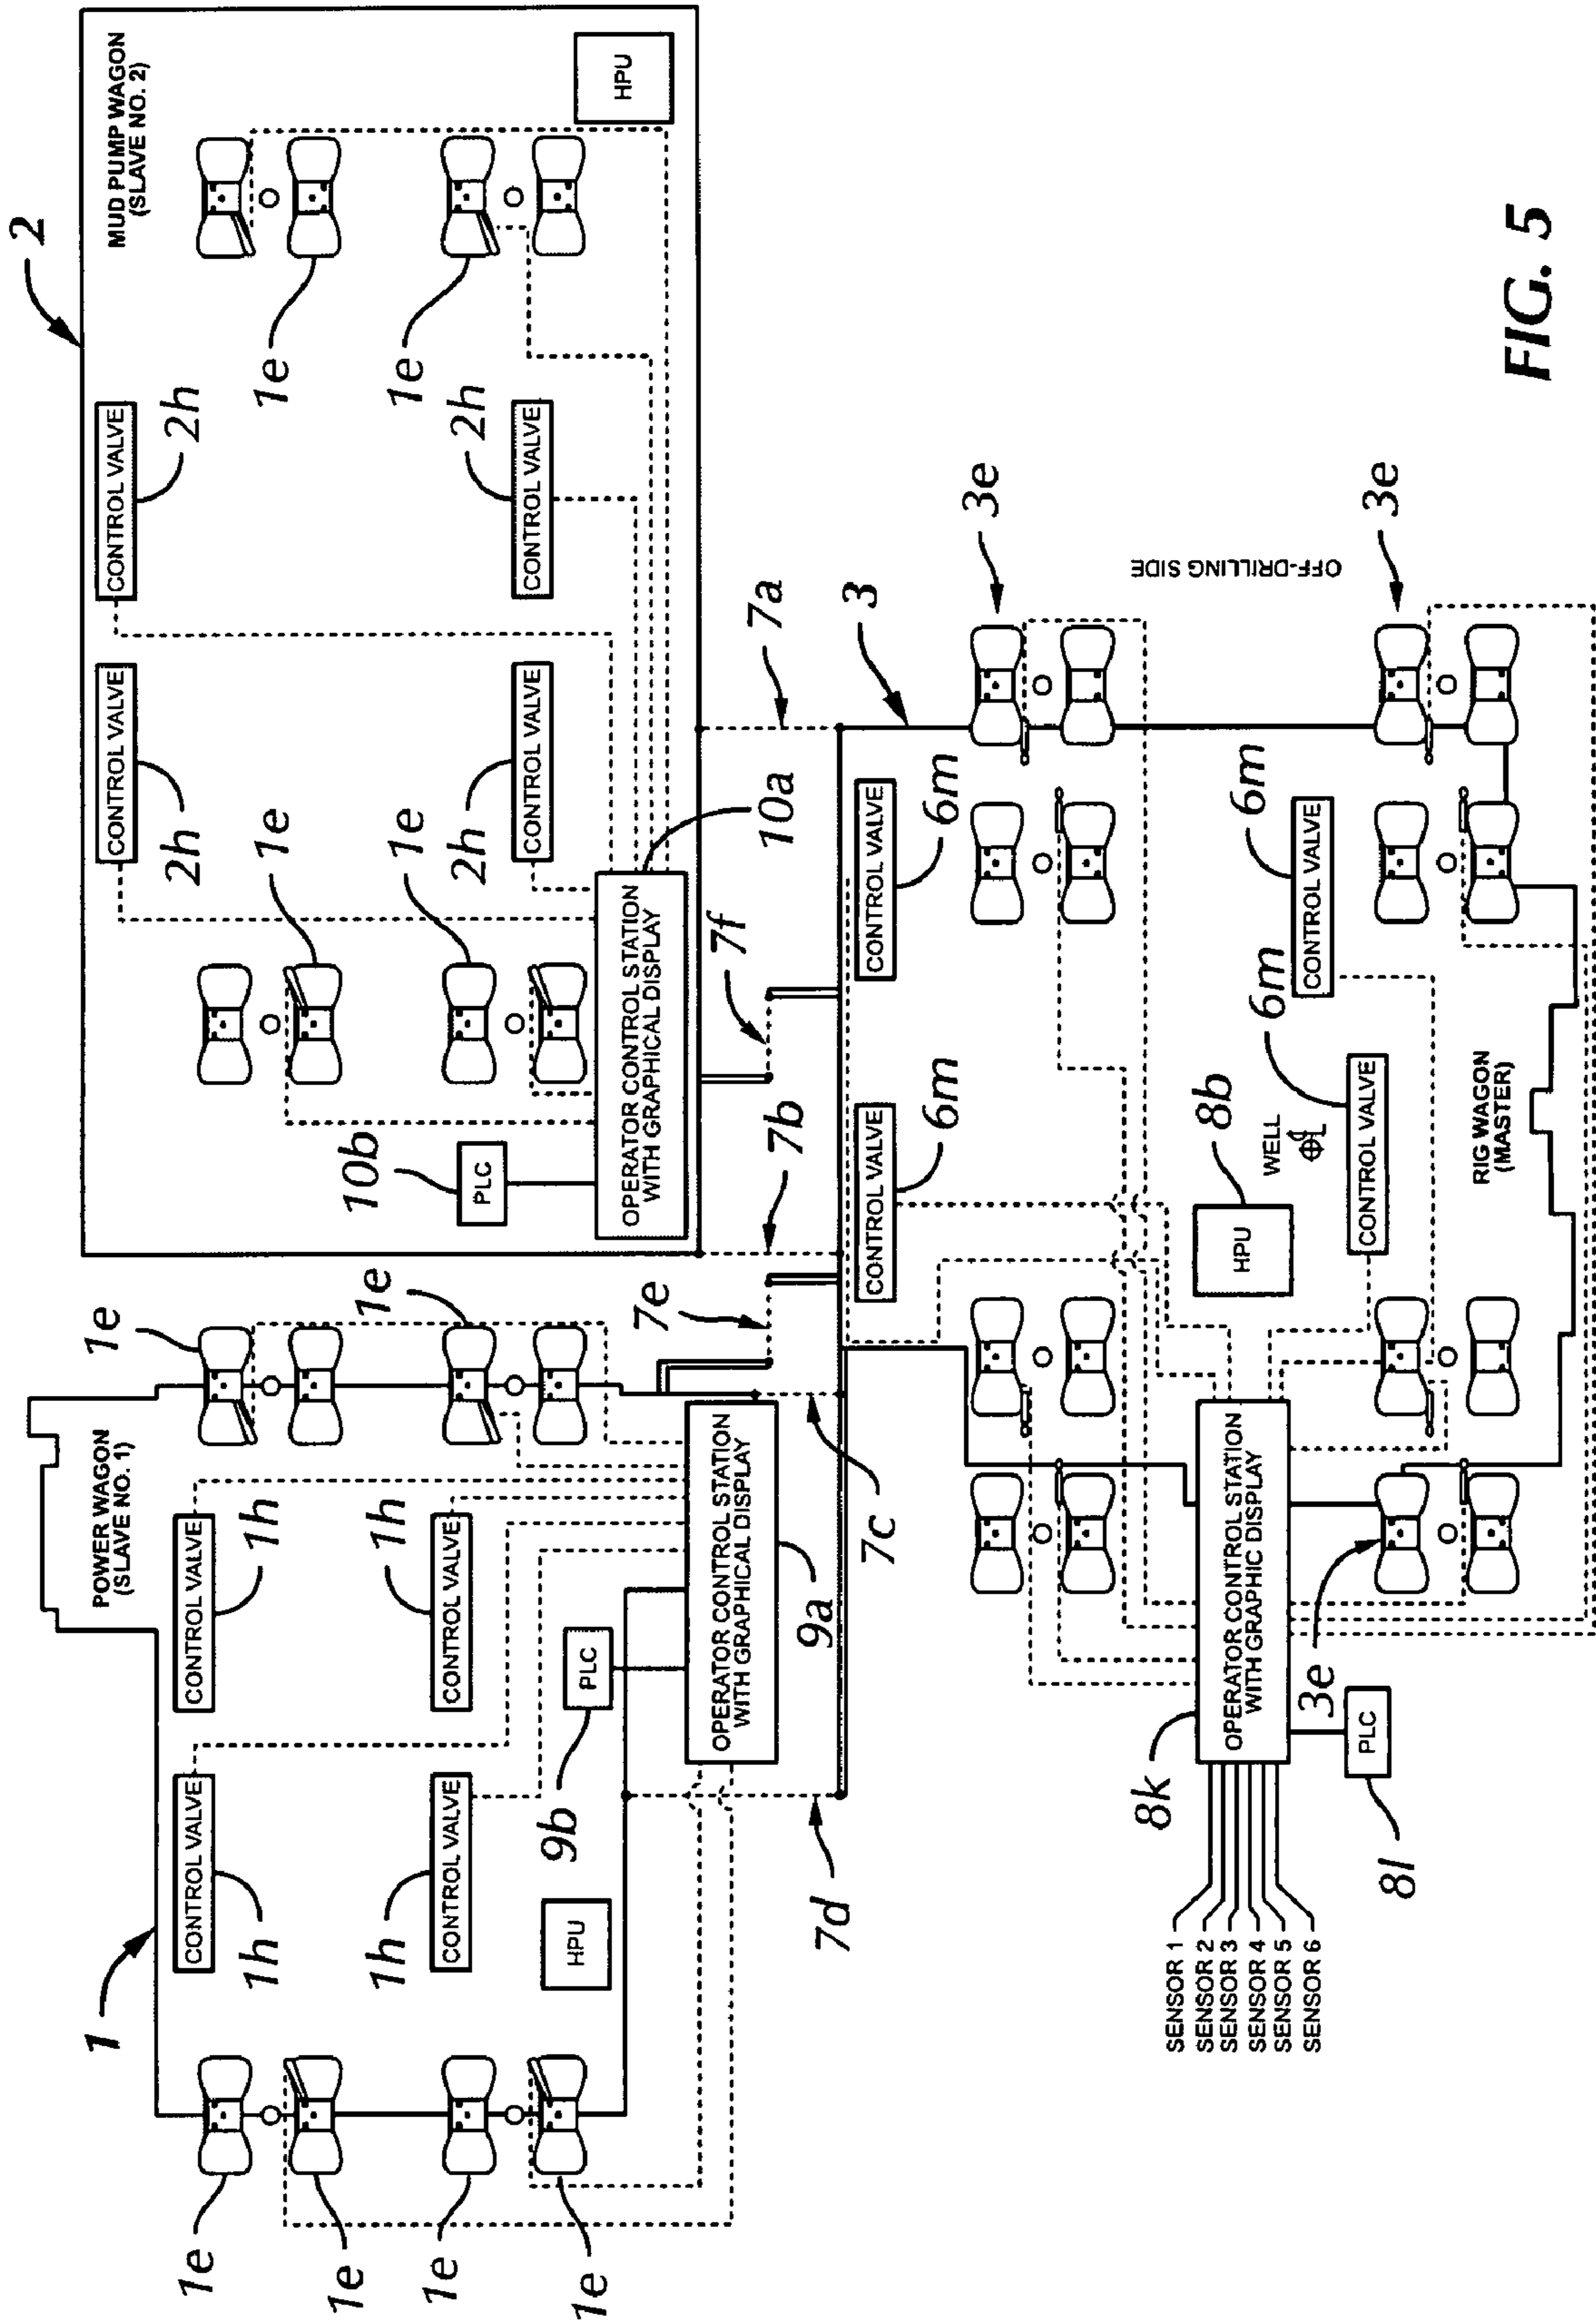 1
POWER WAGON
(SLAVE NO. 1)
1e
1e
1e
1e
1e
1e
CONTROL VALVE
1h
CONTROL VALVE
1h
CONTROL VALVE
1h
CONTROL VALVE
1h
HPU
PLC
9b
OPERATOR CONTROL STATION
WITH GRAPHICAL DISPLAY
9a
2
MUD PUMP WAGON
(SLAVE NO. 2)
CONTROL VALVE
2h
CONTROL VALVE
2h
CONTROL VALVE
2h
CONTROL VALVE
2h
1e
1e
1e
1e
HPU
PLC
10b
OPERATOR CONTROL STATION
WITH GRAPHICAL DISPLAY
10a
7d
7c
7e
7b
7f
7a
3
CONTROL VALVE
6m
CONTROL VALVE
6m
3e
OFF-DRILLING SIDE
3e
HPU
8b
WELL
CONTROL VALVE
6m
CONTROL VALVE
6m
RIG WAGON
(MASTER)
OPERATOR CONTROL STATION
WITH GRAPHIC DISPLAY
8k
3e
PLC
8l
SENSOR 1
SENSOR 2
SENSOR 3
SENSOR 4
SENSOR 5
SENSOR 6
FIG. 5